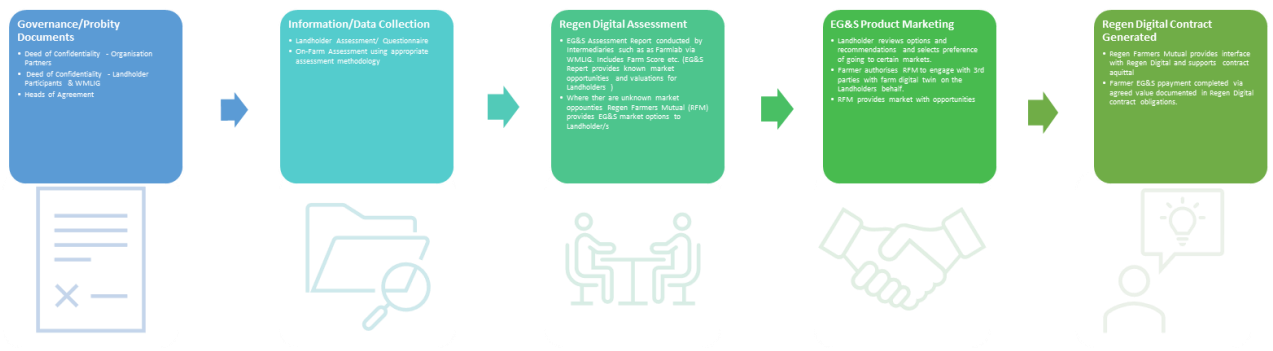 Governance/Probity
Documents
• Deed of Confidentiality - Organisation
Partners
• Deed of Confidentiality - Landholder
Participants & WMLIG
• Heads of Agreement
Information/Data Collection
• Landholder Assessment/ Questionnaire
• On-Farm Assessment using appropriate
assessment methodology
Regen Digital Assessment
• EG&S Assessment Report conducted by
Intermediaries such as as Farmlab via
WMLIG. Includes Farm Score etc. (EG&S
Report provides known market
opportunities and valuations for
Landholders )
• Where ther are unknown market
oppounties Regen Farmers Mutual (RFM)
provides EG&S market options to
Landholder/s
EG&S Product Marketing
• Landholder reviews options and
recommendations and selects preference
of going to certain markets.
• Farmer authorises RFM to engage with 3rd
parties with farm digital twin on the
Landholders behalf.
• RFM provides market with opportunities
Regen Digital Contract
Generated
• Regen Farmers Mutual provides interface
with Regen Digital and supports contract
aquittal
• Farmer EG&S ppayment completed via
agreed value documented in Regen Digital
contract obligations.